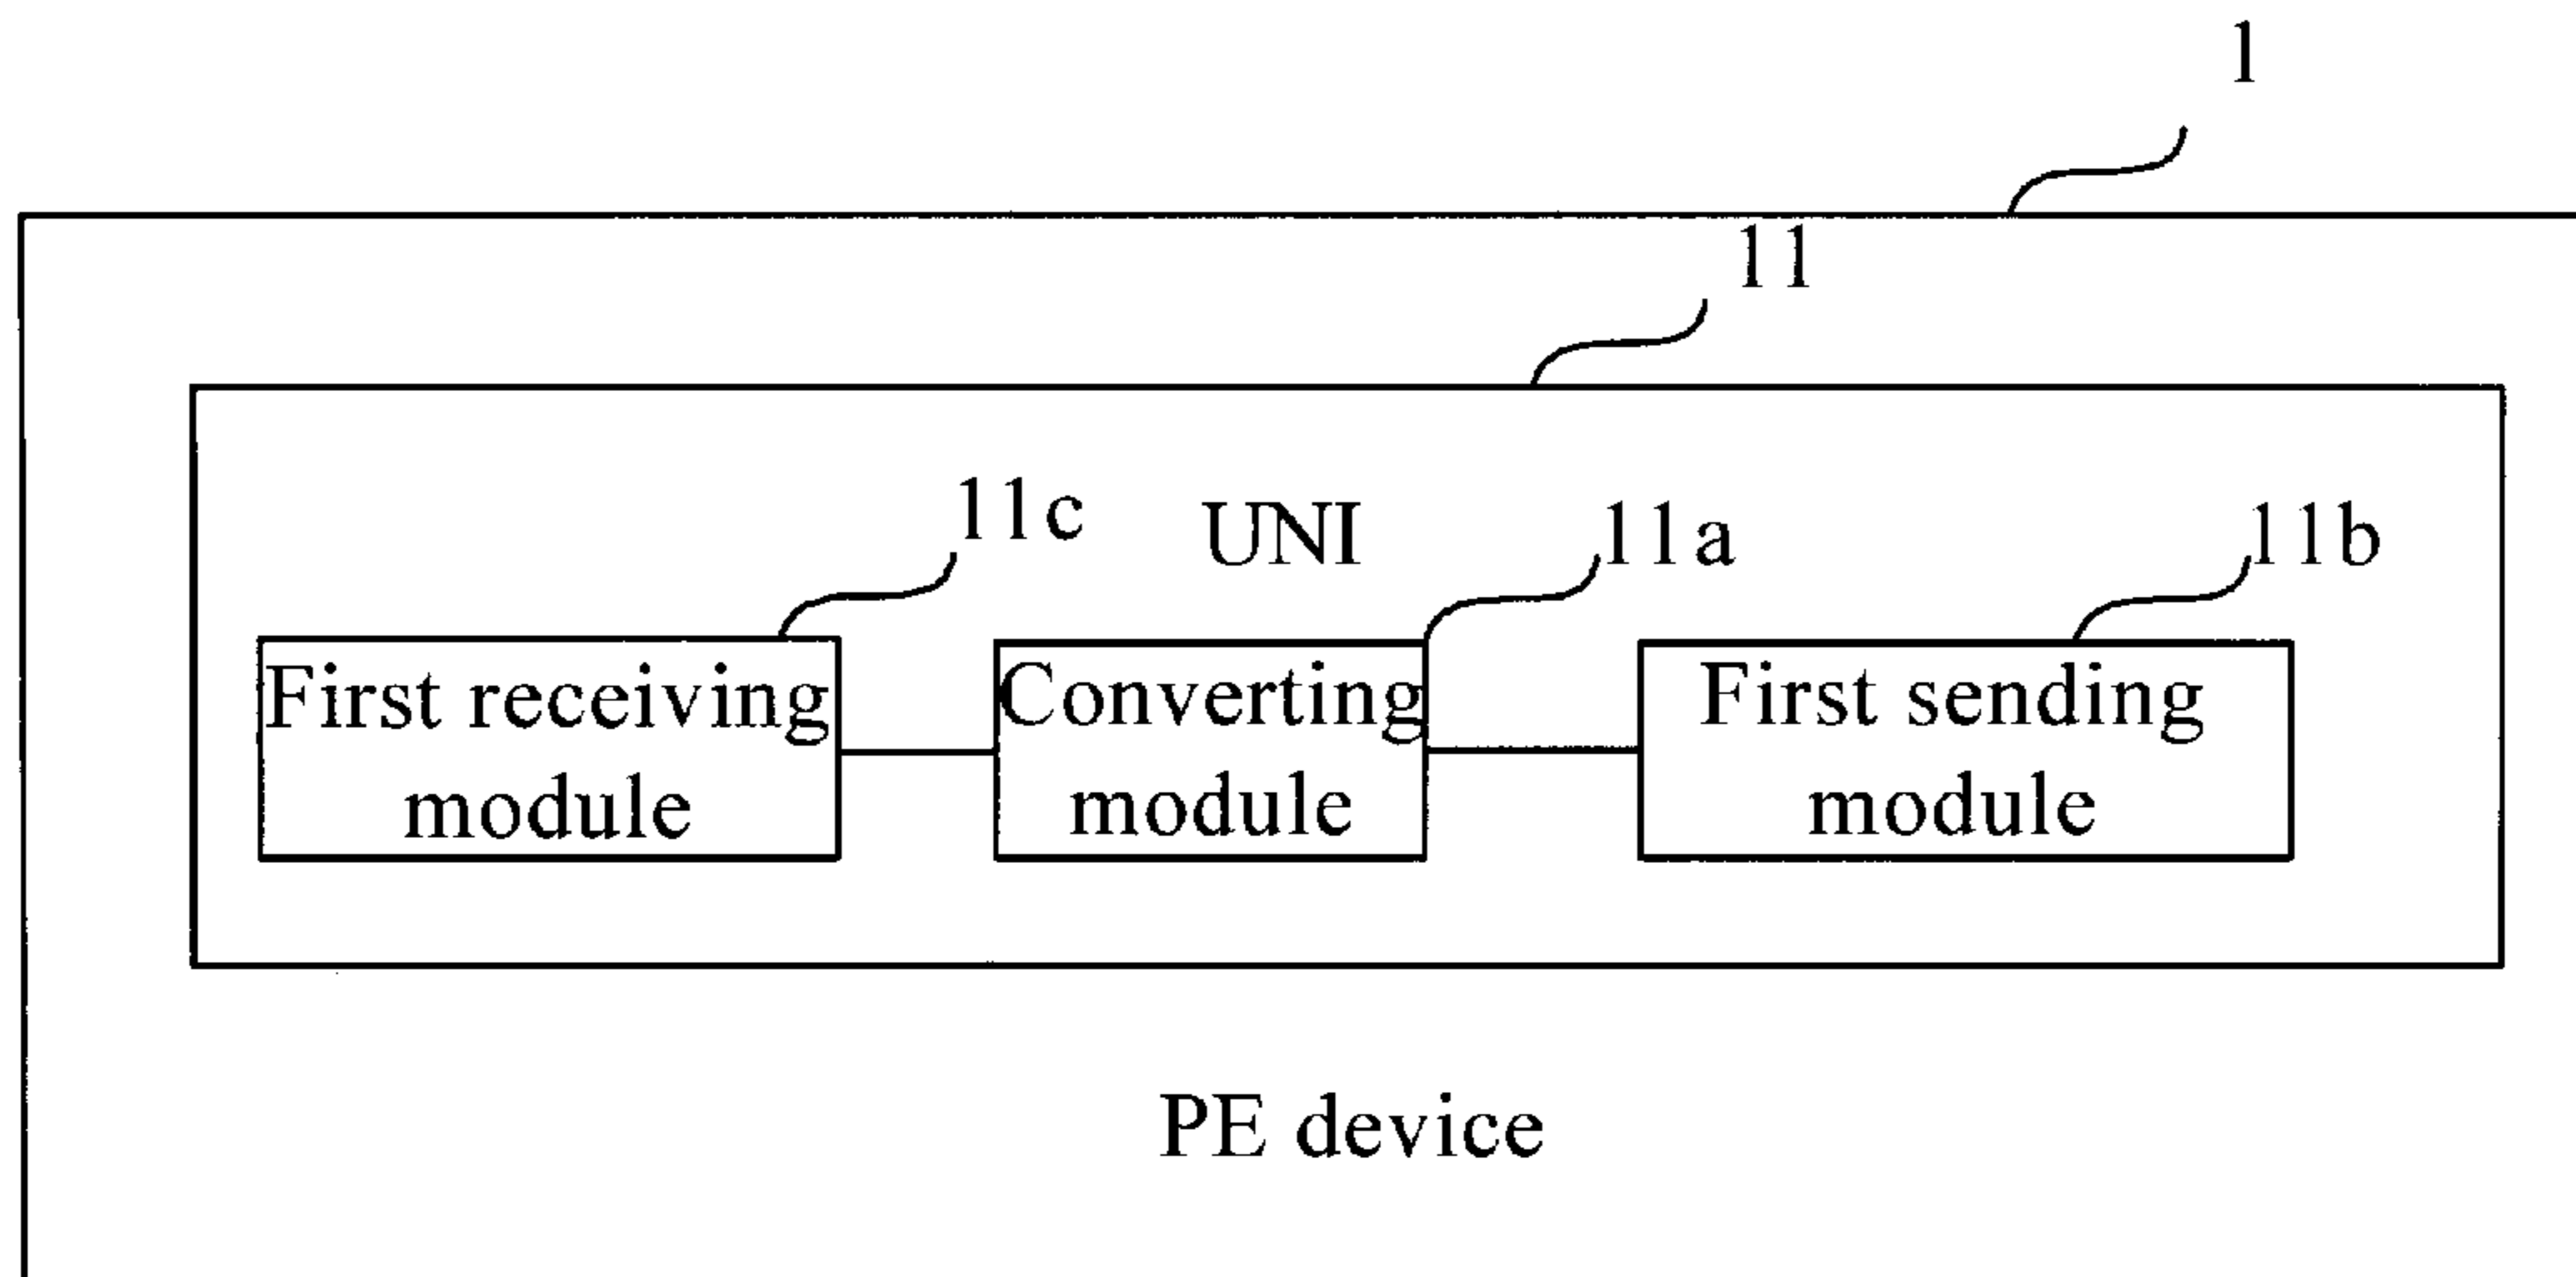 1
11
11c
UNI
11a
11b
First receiving
module
Converting
module
First sending
module
PE device